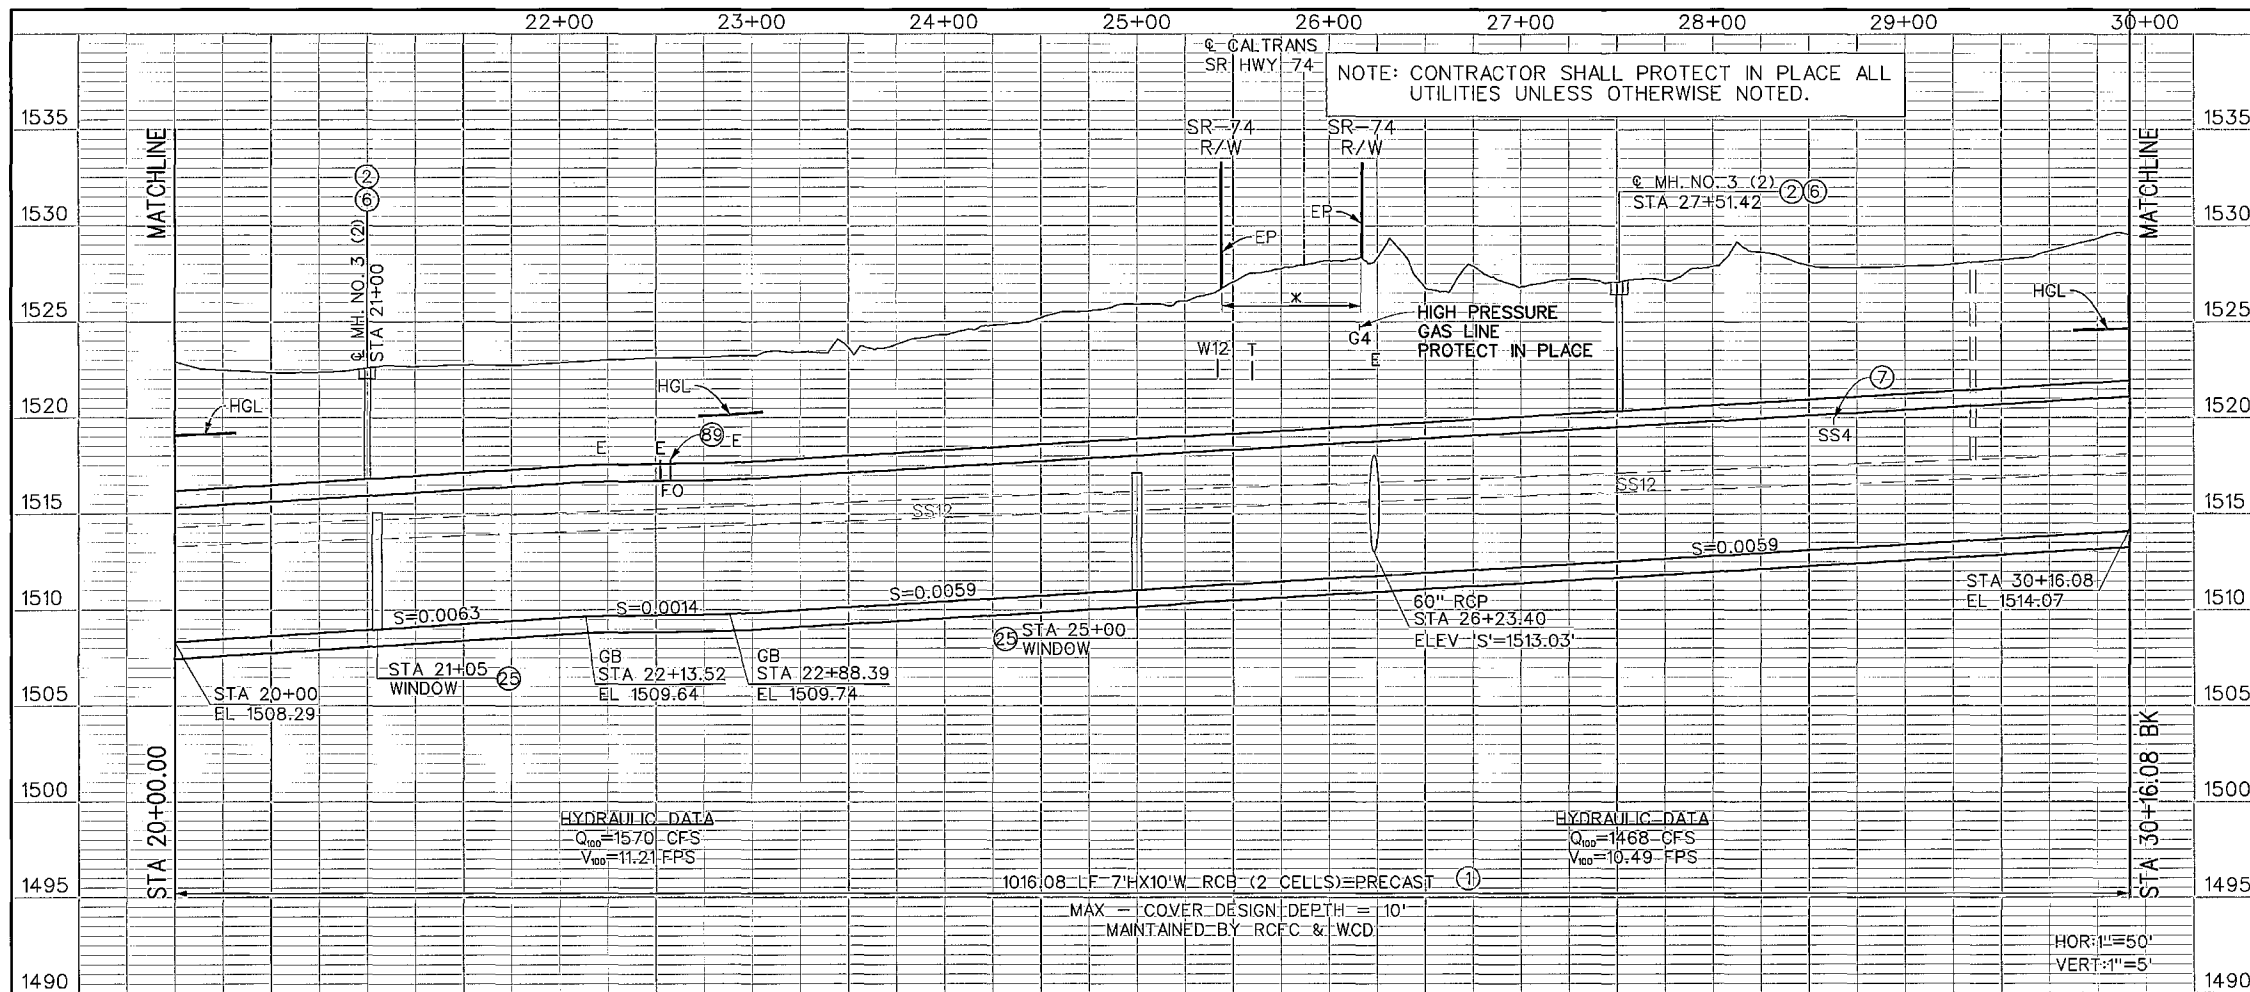 22+00 23+00 24+00 25+00 26+00 27+00 28+00 29+00 30+00
℄ CALTRANS
SR HWY 74
NOTE: CONTRACTOR SHALL PROTECT IN PLACE ALL
UTILITIES UNLESS OTHERWISE NOTED.
1535
1535
MATCHLINE
MATCHLINE
SR-74
R/W
SR-74
R/W
2
6
℄ MH. NO. 3 (2)
STA 21+00
℄ MH. NO. 3 (2) 2 6
STA 27+51.42
1530
1530
EP
EP
1525
1525
*
HGL
HIGH PRESSURE
GAS LINE
PROTECT IN PLACE
G4
E
W12 T
HGL
HGL
7
1520
1520
SS4
E E 89 E
FO
1515
1515
SS12
SS12
S=0.0063
S=0.0014
S=0.0059
S=0.0059
1510
1510
60" RCP
STA 26+23.40
ELEV 'S'=1513.03'
STA 30+16.08
EL 1514.07
25 STA 25+00
WINDOW
STA 21+05
WINDOW 25
GB
STA 22+13.52
EL 1509.64
GB
STA 22+88.39
EL 1509.74
STA 20+00
EL 1508.29
1505
1505
STA 20+00.00
STA 30+16.08 BK
1500
1500
HYDRAULIC DATA
Q100=1570 CFS
V100=11.21 FPS
HYDRAULIC DATA
Q100=1468 CFS
V100=10.49 FPS
1495
1495
1016.08 LF 7'HX10'W RCB (2 CELLS)=PRECAST 1
MAX - COVER DESIGN DEPTH = 10'
MAINTAINED BY RCFC & WCD
HOR:1"=50'
VERT:1"=5'
1490
1490